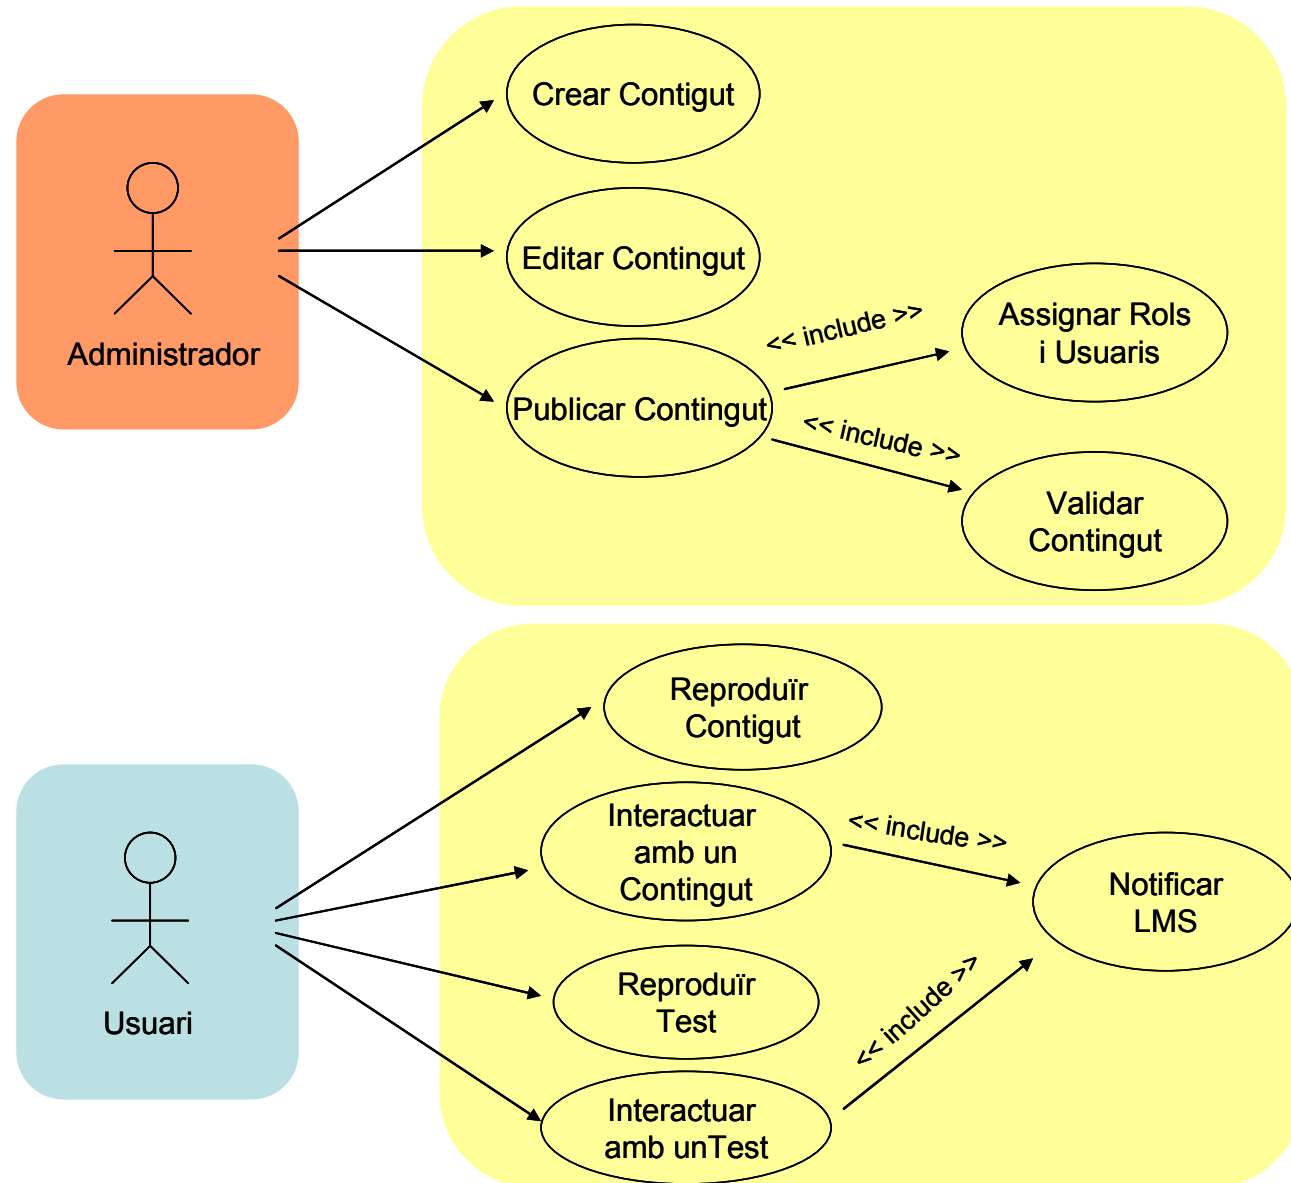 Crear Contigut
Administrador
Editar Contingut
<< include >>
Assignar Rols
i Usuaris
Publicar Contingut
<< include >>
Validar
Contingut
Reproduïr
Contigut
Usuari
Interactuar
amb un
Contingut
<< include >>
Notificar
LMS
Reproduïr
Test
<< include >>
Interactuar
amb unTest